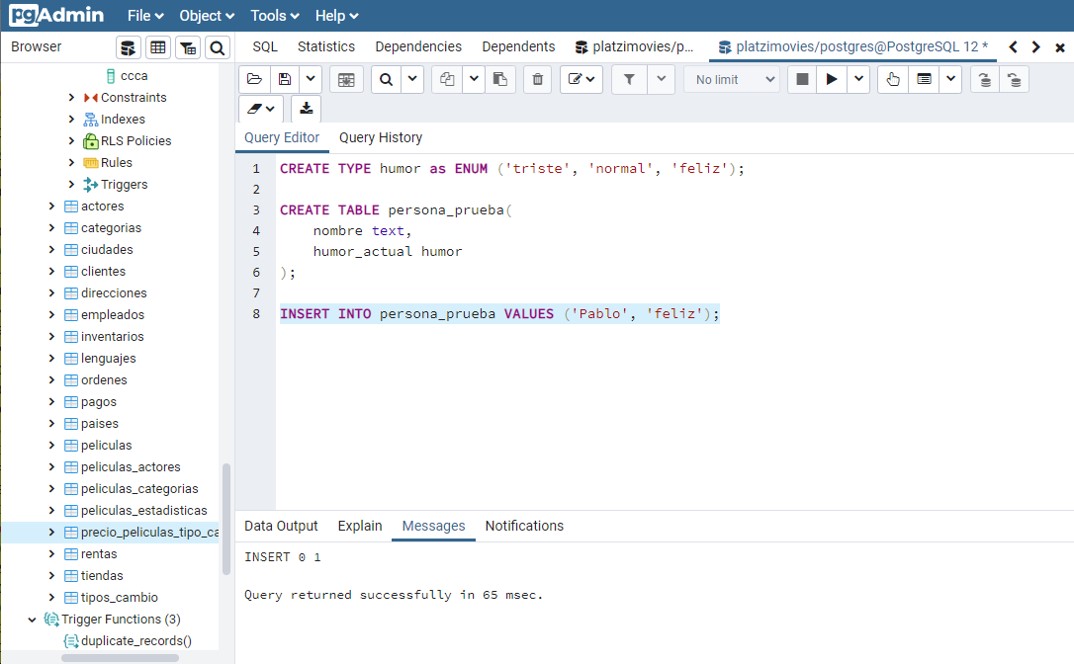 pgAdmin File Object Tools Help
Browser
SQL Statistics Dependencies Dependents platzimovies/p... platzimovies/postgres@PostgreSQL 12 *
No limit
Query Editor Query History
ccca
Constraints
Indexes
RLS Policies
Rules
Triggers
actores
categorias
ciudades
clientes
direcciones
empleados
inventarios
lenguajes
ordenes
pagos
paises
peliculas
peliculas_actores
peliculas_categorias
peliculas_estadisticas
precio_peliculas_tipo_ca
rentas
tiendas
tipos_cambio
Trigger Functions (3)
duplicate_records()
1 CREATE TYPE humor as ENUM ('triste', 'normal', 'feliz');
2
3 CREATE TABLE persona_prueba(
4 nombre text,
5 humor_actual humor
6 );
7
8 INSERT INTO persona_prueba VALUES ('Pablo', 'feliz');
Data Output Explain Messages Notifications
INSERT 0 1
Query returned successfully in 65 msec.